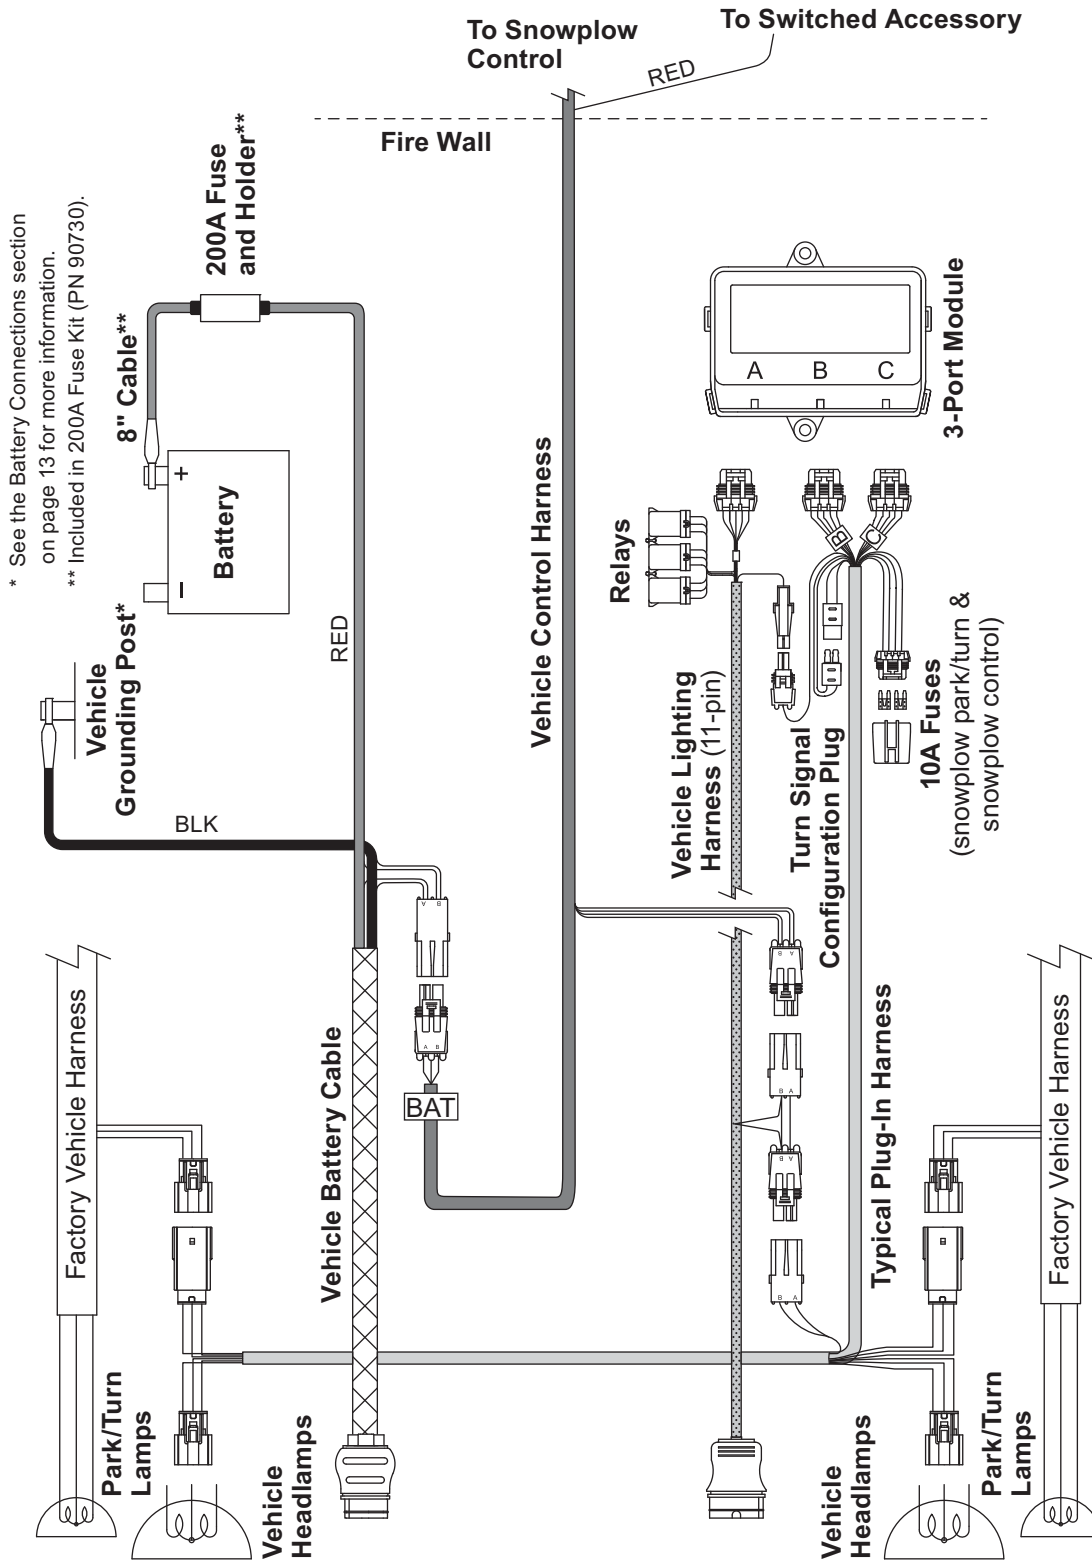 To Snowplow
Control
To Switched Accessory
RED
Fire Wall
* See the Battery Connections section
on page 13 for more information.
** Included in 200A Fuse Kit (PN 90730).
200A Fuse
and Holder**
8" Cable**
Battery
+
–
Vehicle
Grounding Post*
RED
BLK
Vehicle Control Harness
3-Port Module
A
B
C
Relays
B
C
Vehicle Lighting
Harness (11-pin)
Turn Signal
Configuration Plug
10A Fuses
(snowplow park/turn &
snowplow control)
A
B
A
B
BAT
Vehicle Battery Cable
Factory Vehicle Harness
B
A
B
A
B
A
B
A
Typical Plug-In Harness
Factory Vehicle Harness
Park/Turn
Lamps
Vehicle
Headlamps
Vehicle
Headlamps
Park/Turn
Lamps